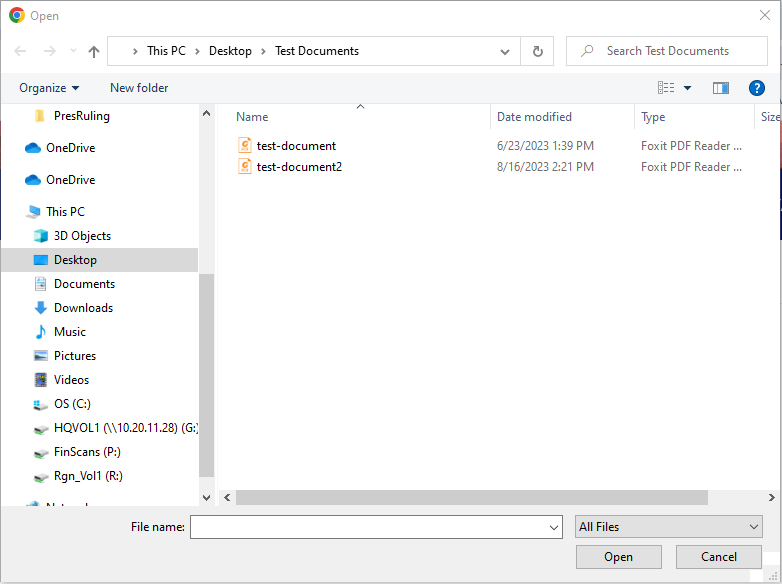 Open
This PC > Desktop > Test Documents
Search Test Documents
Organize
New folder
PresRuling
OneDrive
OneDrive
This PC
3D Objects
Desktop
Documents
Downloads
Music
Pictures
Videos
OS (C:)
HQVOL1 (\\10.20.11.28) (G:)
FinScans (P:)
Rgn_Vol1 (R:)
Name Date modified Type Size
test-document 6/23/2023 1:39 PM Foxit PDF Reader ...
test-document2 8/16/2023 2:21 PM Foxit PDF Reader ...
File name:
All Files
Open Cancel